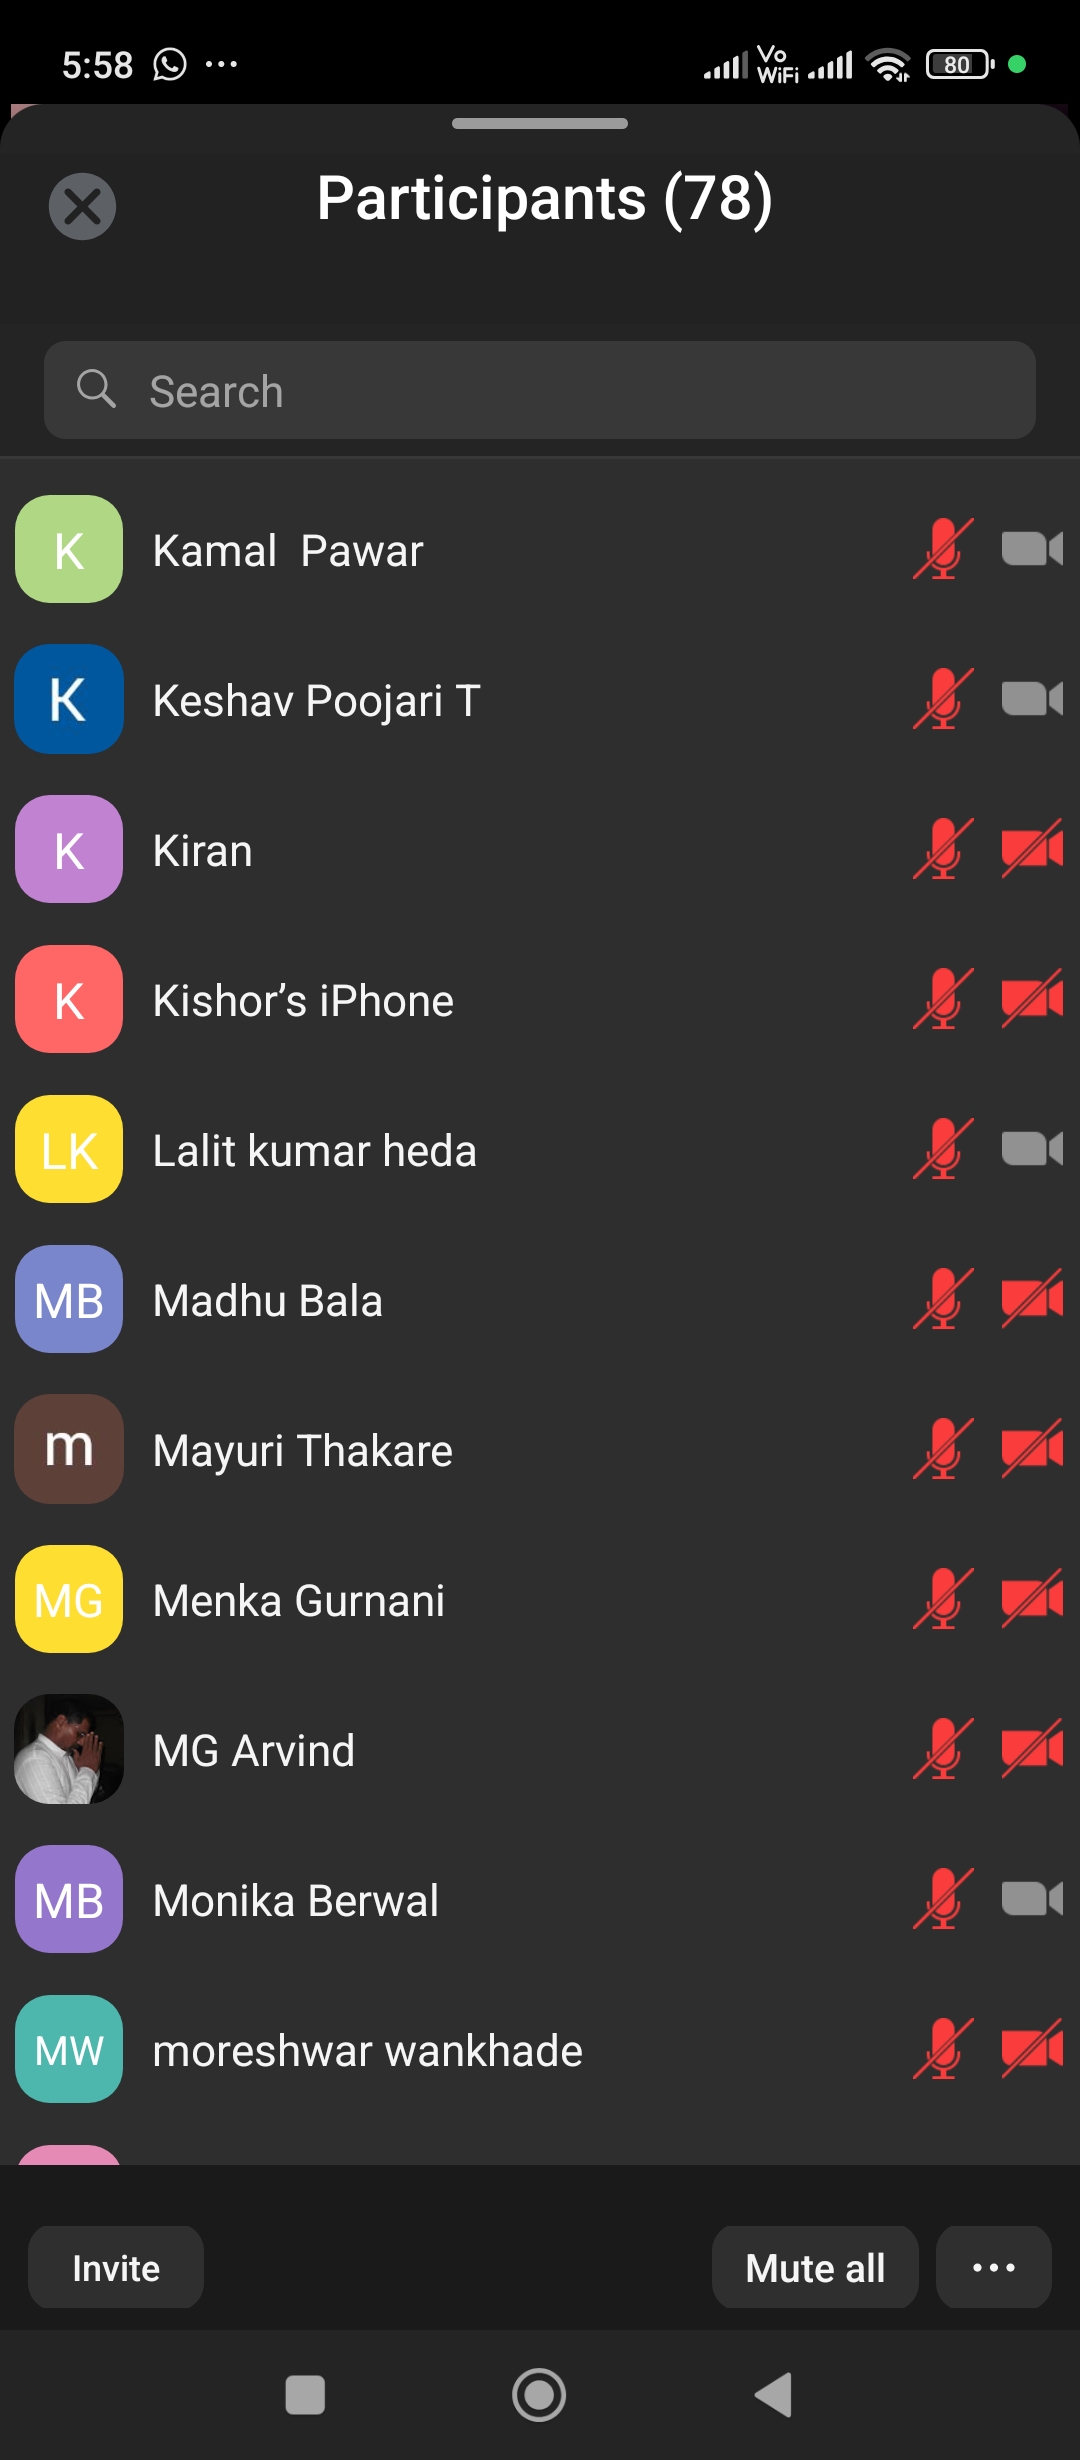 5:58 ... Vo WiFi 80
Participants (78)
Search
K Kamal  Pawar
K Keshav Poojari T
K Kiran
K Kishor’s iPhone
LK Lalit kumar heda
MB Madhu Bala
m Mayuri Thakare
MG Menka Gurnani
MG Arvind
MB Monika Berwal
MW moreshwar wankhade
Invite Mute all ...